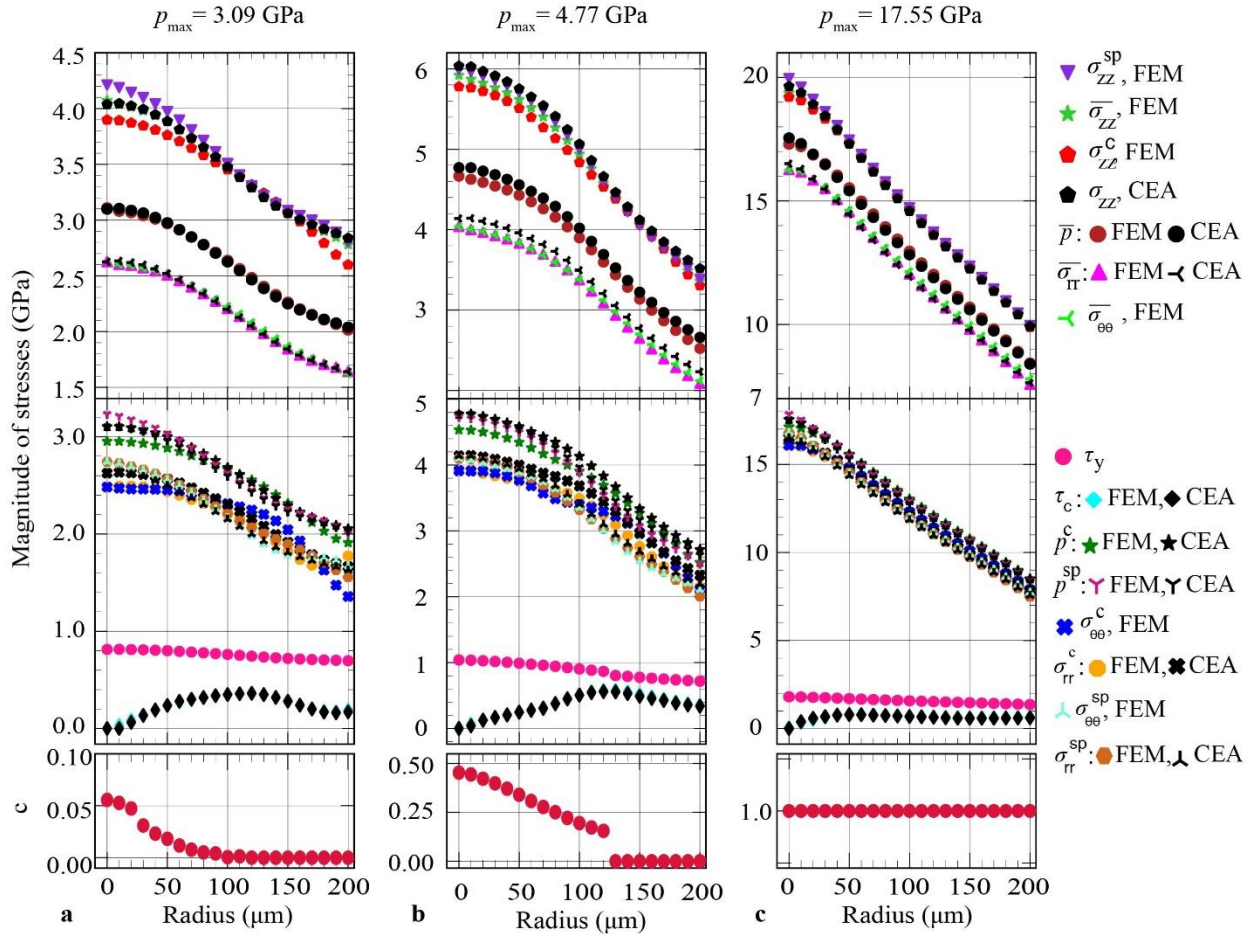 p_max = 3.09 GPa
p_max = 4.77 GPa
p_max = 17.55 GPa
Magnitude of stresses (GPa)
4.5
4.0
3.5
3.0
2.5
2.0
1.5
3.0
2.0
1.0
0.0
c
0.10
0.05
0.00
0 50 100 150 200
a Radius (μm)
6
5
4
3
5
4
3
2
1
0
0.50
0.25
0.00
0 50 100 150 200
b Radius (μm)
20
15
10
7
15
10
5
0
1.0
0 50 100 150 200
c Radius (μm)
σ_zz^sp, FEM
σ̅_zz, FEM
σ_zz^c, FEM
σ_zz, CEA
p̅: FEM CEA
σ̅_rr: FEM CEA
σ̅_θθ, FEM
τ_y
τ_c: FEM, CEA
p^c: FEM, CEA
p^sp: FEM, CEA
σ_θθ^c, FEM
σ_rr^c: FEM, CEA
σ_θθ^sp, FEM
σ_rr^sp: FEM, CEA